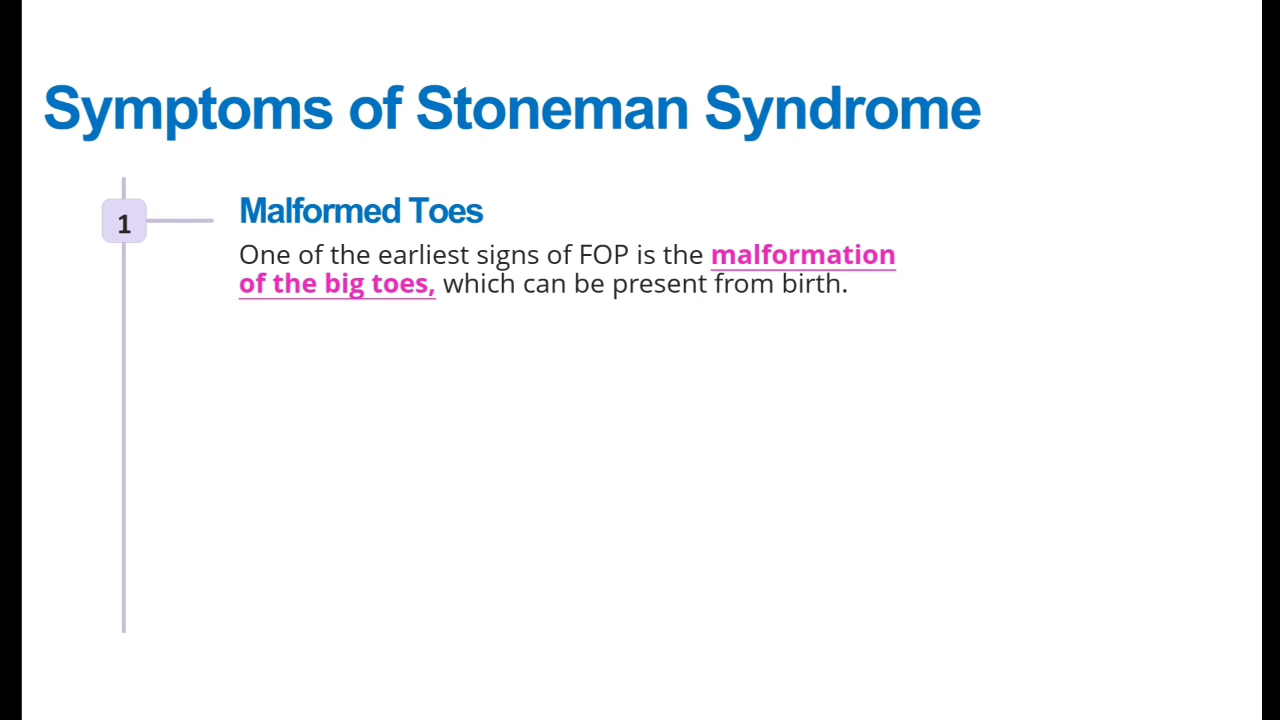 Symptoms of Stoneman Syndrome
1
Malformed Toes
One of the earliest signs of FOP is the malformation
of the big toes, which can be present from birth.